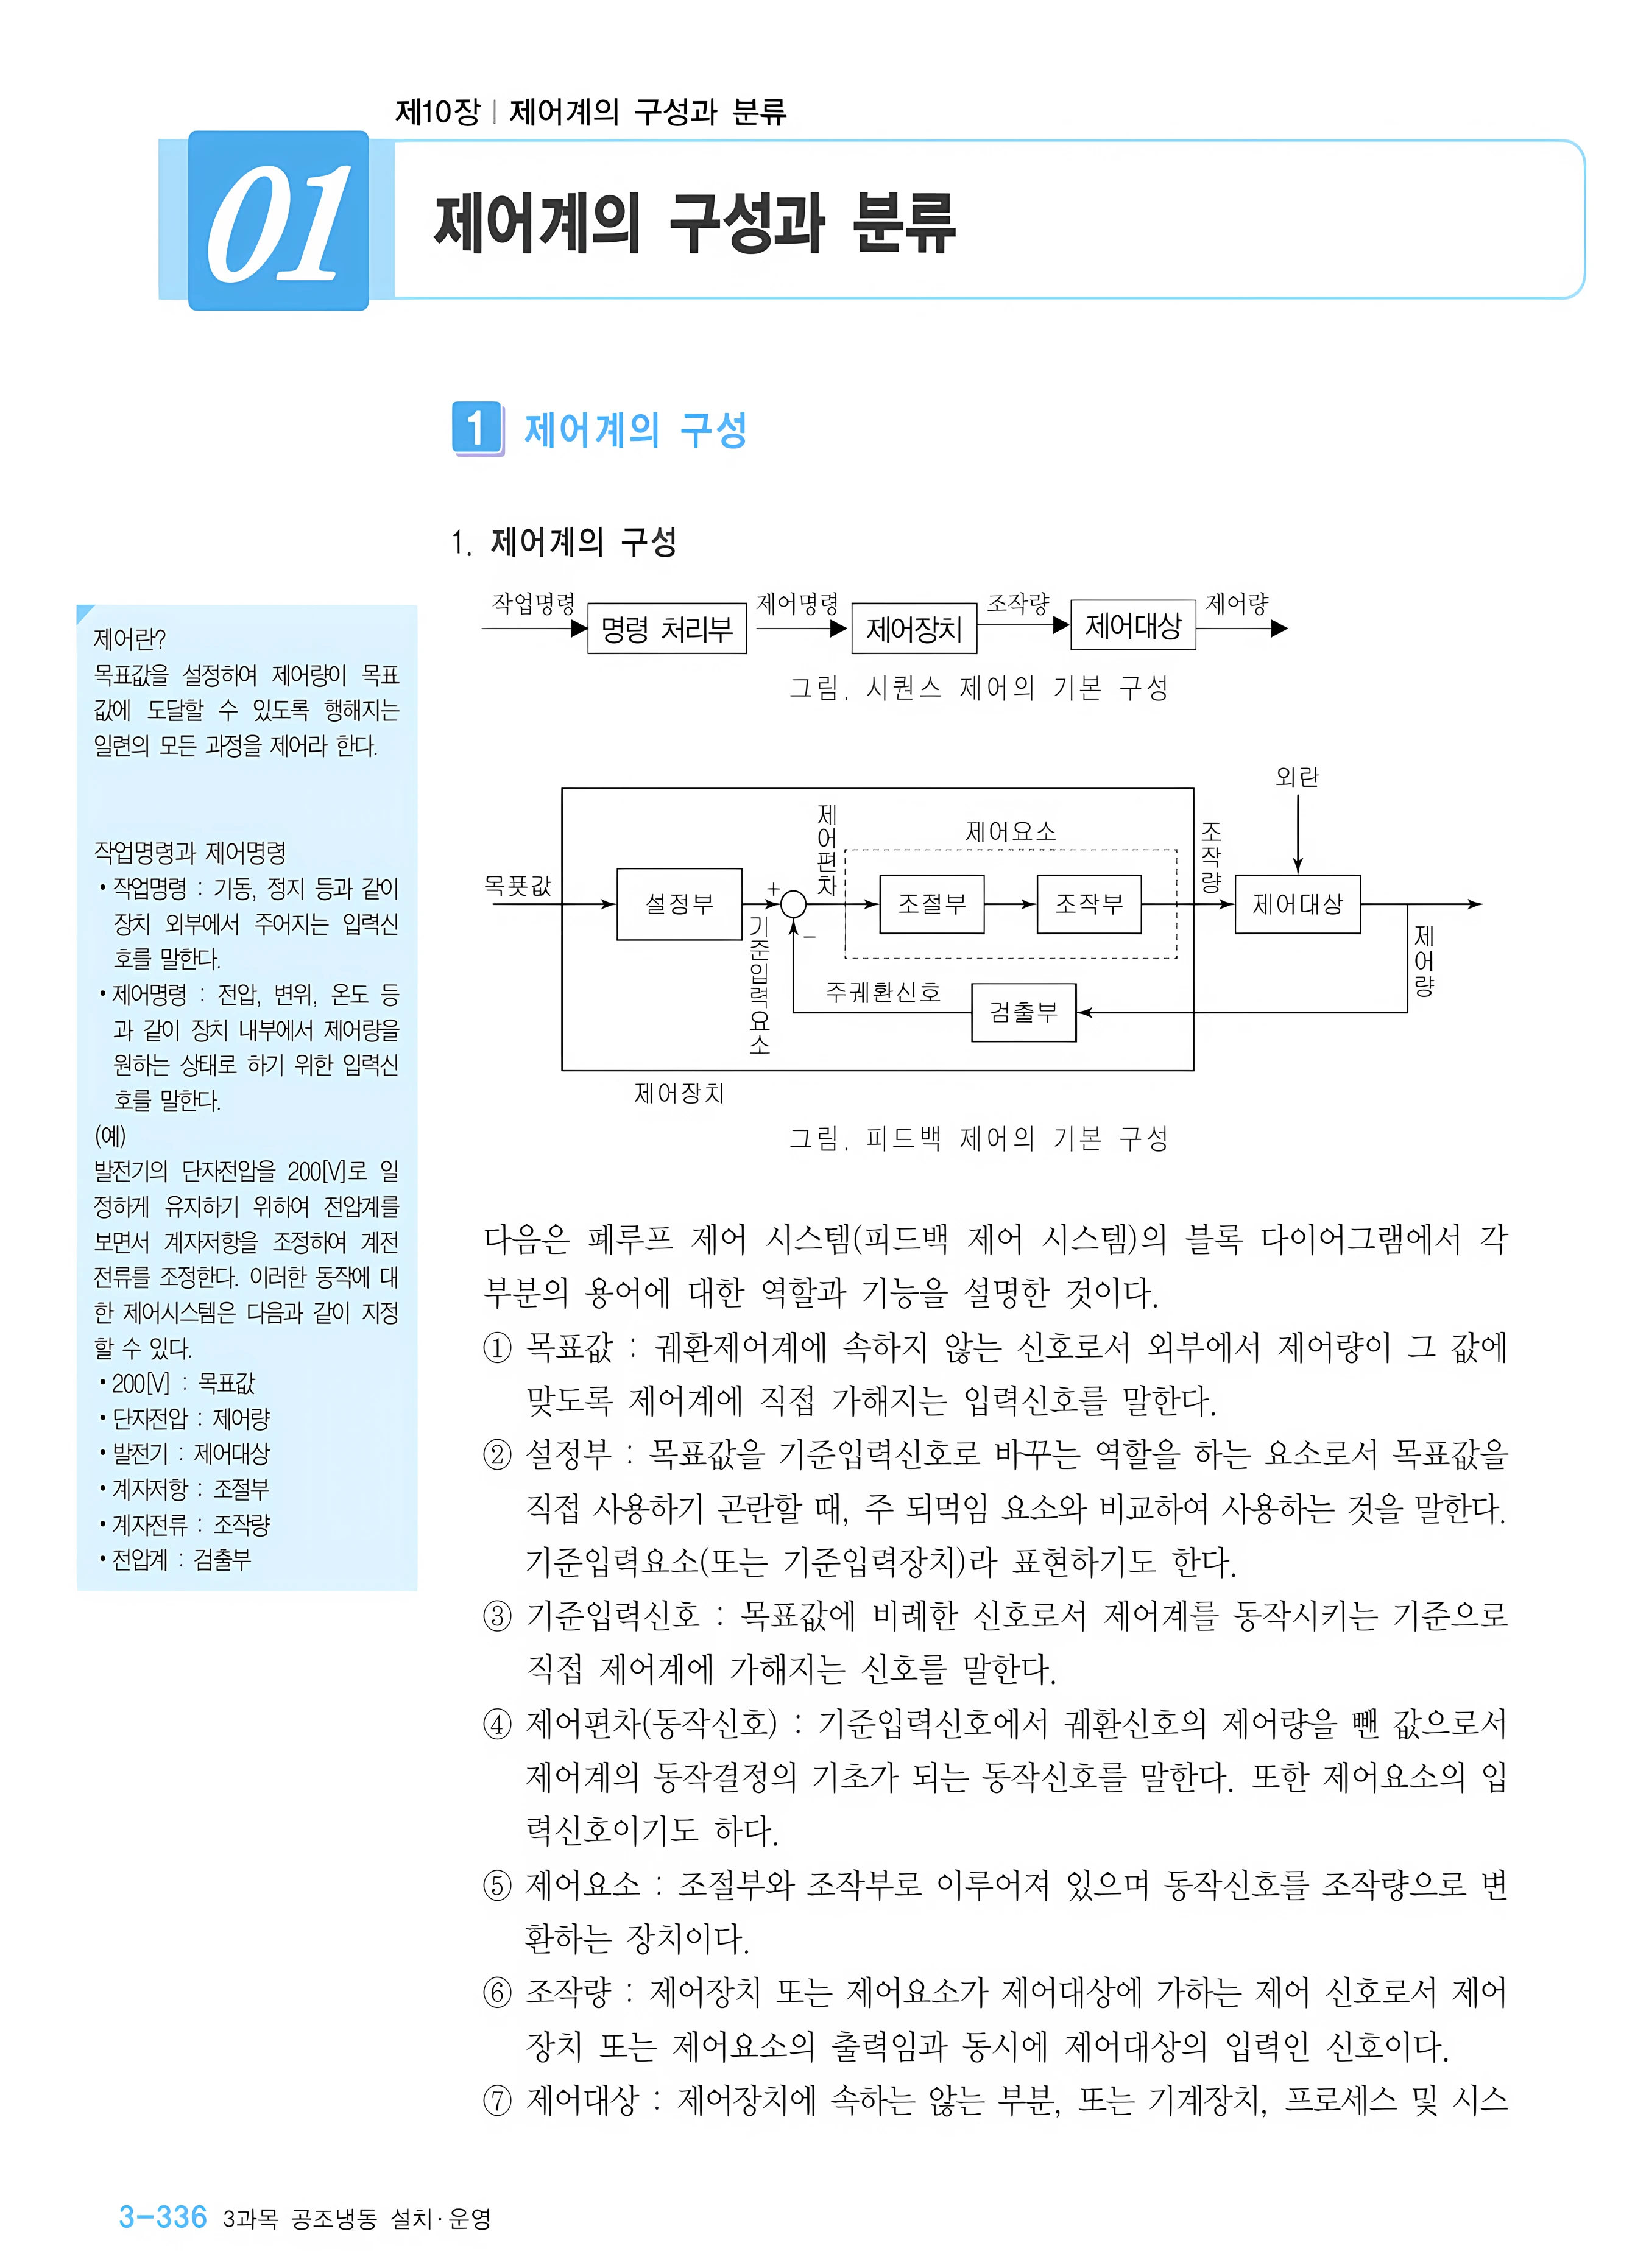 제10장 | 제어계의 구성과 분류
01
제어계의 구성과 분류
1 제어계의 구성
1. 제어계의 구성
작업명령
명령 처리부
제어명령
제어장치
조작량
제어대상
제어량
그림. 시퀀스 제어의 기본 구성
외란
제어편차
제어요소
조작량
목푯값
설정부
+
-
조절부
조작부
제어대상
기준입력요소
제어량
주궤환신호
검출부
제어장치
그림. 피드백 제어의 기본 구성
제어란?
목표값을 설정하여 제어량이 목표
값에 도달할 수 있도록 행해지는
일련의 모든 과정을 제어라 한다.
작업명령과 제어명령
• 작업명령 : 기동, 정지 등과 같이
장치 외부에서 주어지는 입력신
호를 말한다.
• 제어명령 : 전압, 변위, 온도 등
과 같이 장치 내부에서 제어량을
원하는 상태로 하기 위한 입력신
호를 말한다.
(예)
발전기의 단자전압을 200[V]로 일
정하게 유지하기 위하여 전압계를
보면서 계자저항을 조정하여 계전
전류를 조정한다. 이러한 동작에 대
한 제어시스템은 다음과 같이 지정
할 수 있다.
• 200[V] : 목표값
• 단자전압 : 제어량
• 발전기 : 제어대상
• 계자저항 : 조절부
• 계자전류 : 조작량
• 전압계 : 검출부
다음은 폐루프 제어 시스템(피드백 제어 시스템)의 블록 다이어그램에서 각
부분의 용어에 대한 역할과 기능을 설명한 것이다.
① 목표값 : 궤환제어계에 속하지 않는 신호로서 외부에서 제어량이 그 값에
맞도록 제어계에 직접 가해지는 입력신호를 말한다.
② 설정부 : 목표값을 기준입력신호로 바꾸는 역할을 하는 요소로서 목표값을
직접 사용하기 곤란할 때, 주 되먹임 요소와 비교하여 사용하는 것을 말한다.
기준입력요소(또는 기준입력장치)라 표현하기도 한다.
③ 기준입력신호 : 목표값에 비례한 신호로서 제어계를 동작시키는 기준으로
직접 제어계에 가해지는 신호를 말한다.
④ 제어편차(동작신호) : 기준입력신호에서 궤환신호의 제어량을 뺀 값으로서
제어계의 동작결정의 기초가 되는 동작신호를 말한다. 또한 제어요소의 입
력신호이기도 하다.
⑤ 제어요소 : 조절부와 조작부로 이루어져 있으며 동작신호를 조작량으로 변
환하는 장치이다.
⑥ 조작량 : 제어장치 또는 제어요소가 제어대상에 가하는 제어 신호로서 제어
장치 또는 제어요소의 출력임과 동시에 제어대상의 입력인 신호이다.
⑦ 제어대상 : 제어장치에 속하는 않는 부분, 또는 기계장치, 프로세스 및 시스
3-336 3과목 공조냉동 설치·운영